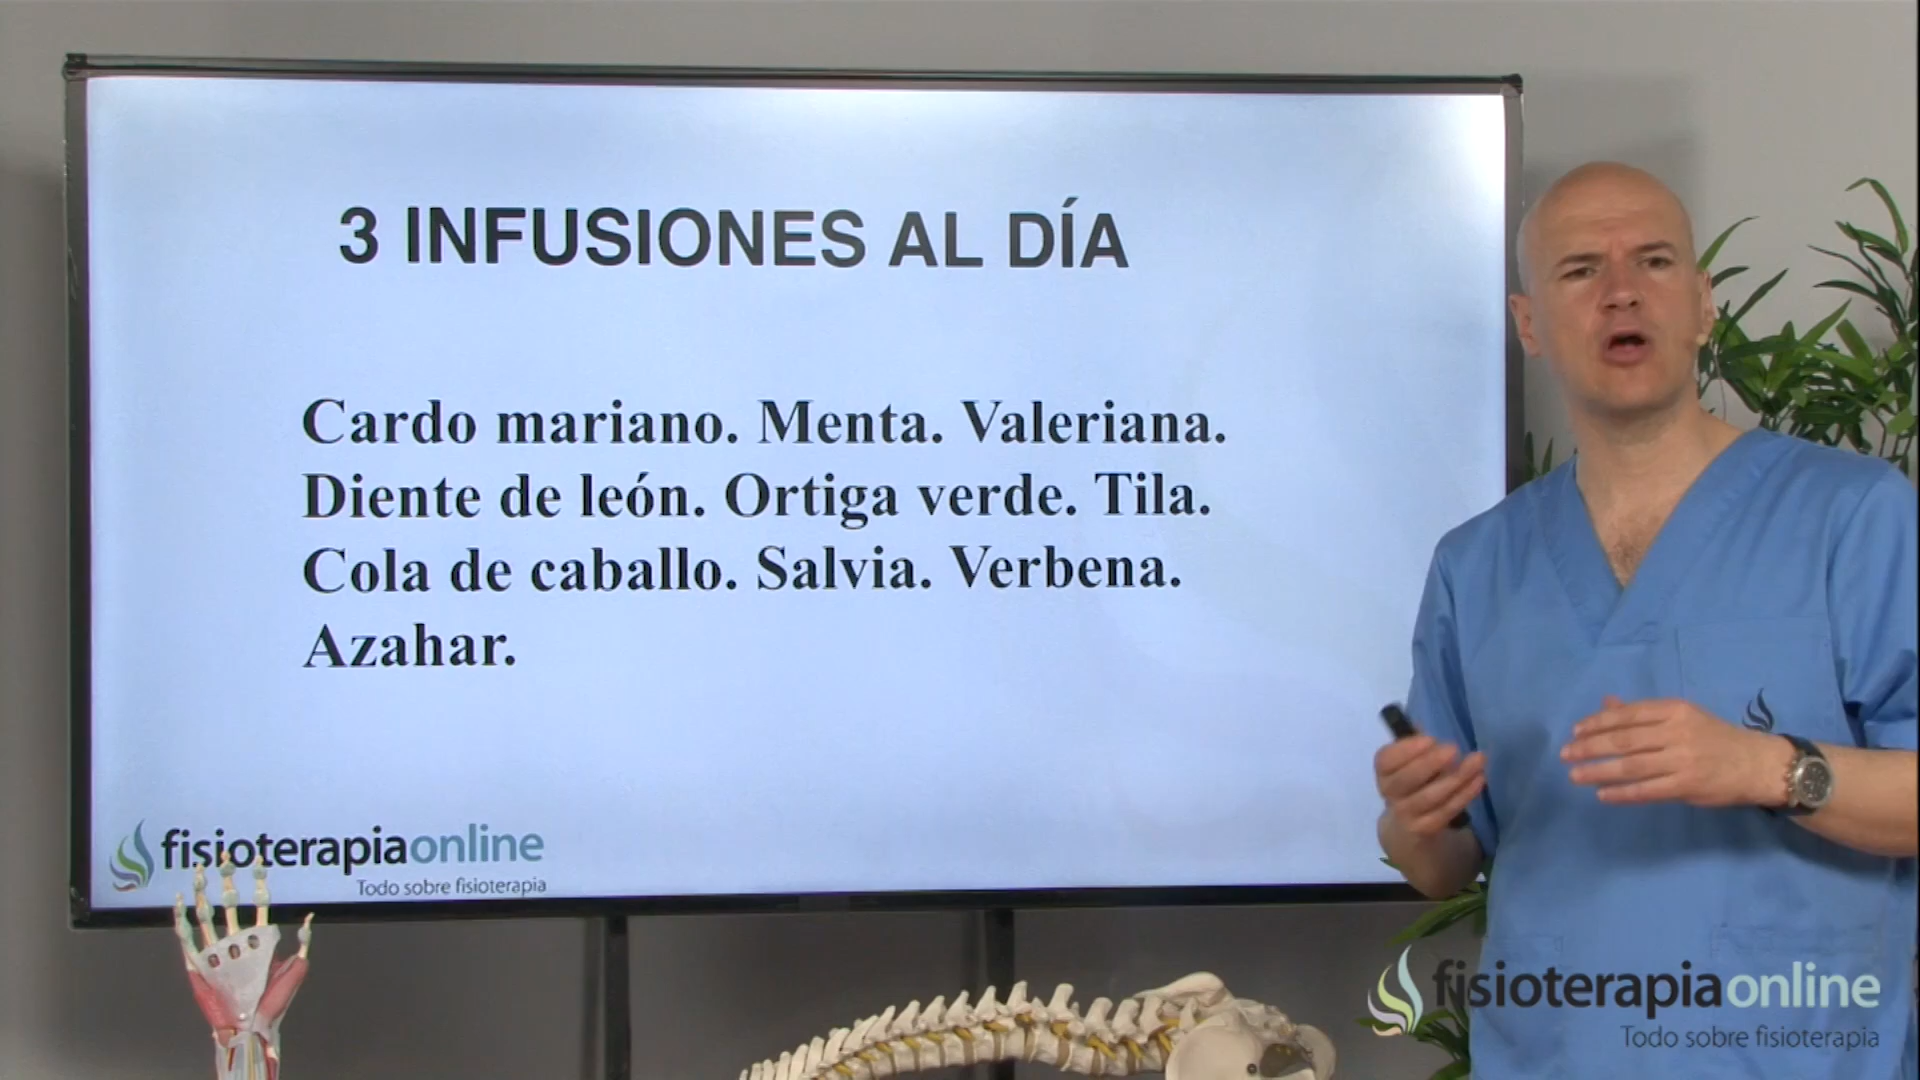 3 INFUSIONES AL DÍA
Cardo mariano. Menta. Valeriana.
Diente de león. Ortiga verde. Tila.
Cola de caballo. Salvia. Verbena.
Azahar.
fisioterapiaonline
Todo sobre fisioterapia
fisioterapiaonline
Todo sobre fisioterapia